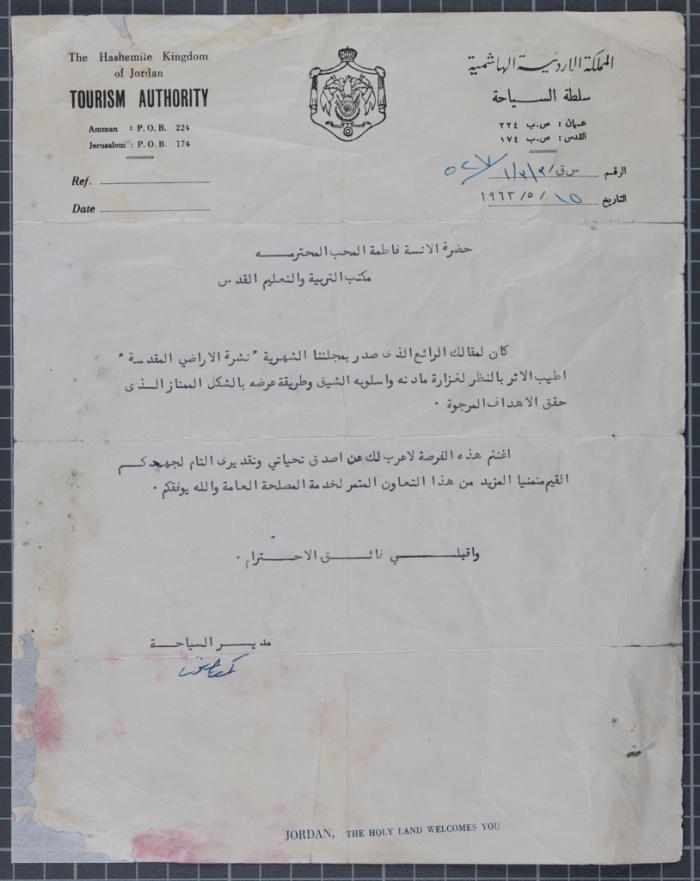 The Hashemite Kingdom
of Jordan
TOURISM AUTHORITY
Amman : P.O.B. 224
Jerusalem : P.O.B. 174
Ref.
Date
المملكة الاردنية الهاشمية
سلطة السياحة
عمان : ص.ب ٢٢٤
القدس : ص.ب ١٧٤
الرقم س ق/٣/٣/١
التاريخ ١٥/٥/١٩٦٣
حضرة الانسة فاطمة المحب المحترمه
مكتب التربية والتعليم القدس
كان لمقالك الرائع الذى صدر بمجلتنا الشهرية " نشرة الاراضي المقدسة "
اطيب الاثر بالنظر لغزارة مادته واسلوبه الشيق وطريقة عرضه بالشكل الممتاز الذى
حقق الاهداف المرجوة .
اغتنم هذه الفرصة لاعرب لك عن اصدق تحياتي وتقديرى التام لجهدكم
القيم متمنيا المزيد من هذا التعاون المثمر لخدمة المصلحة العامة والله يوفقكم .
واقبلي فائق الاحترام .
مدير السياحة
JORDAN, THE HOLY LAND WELCOMES YOU